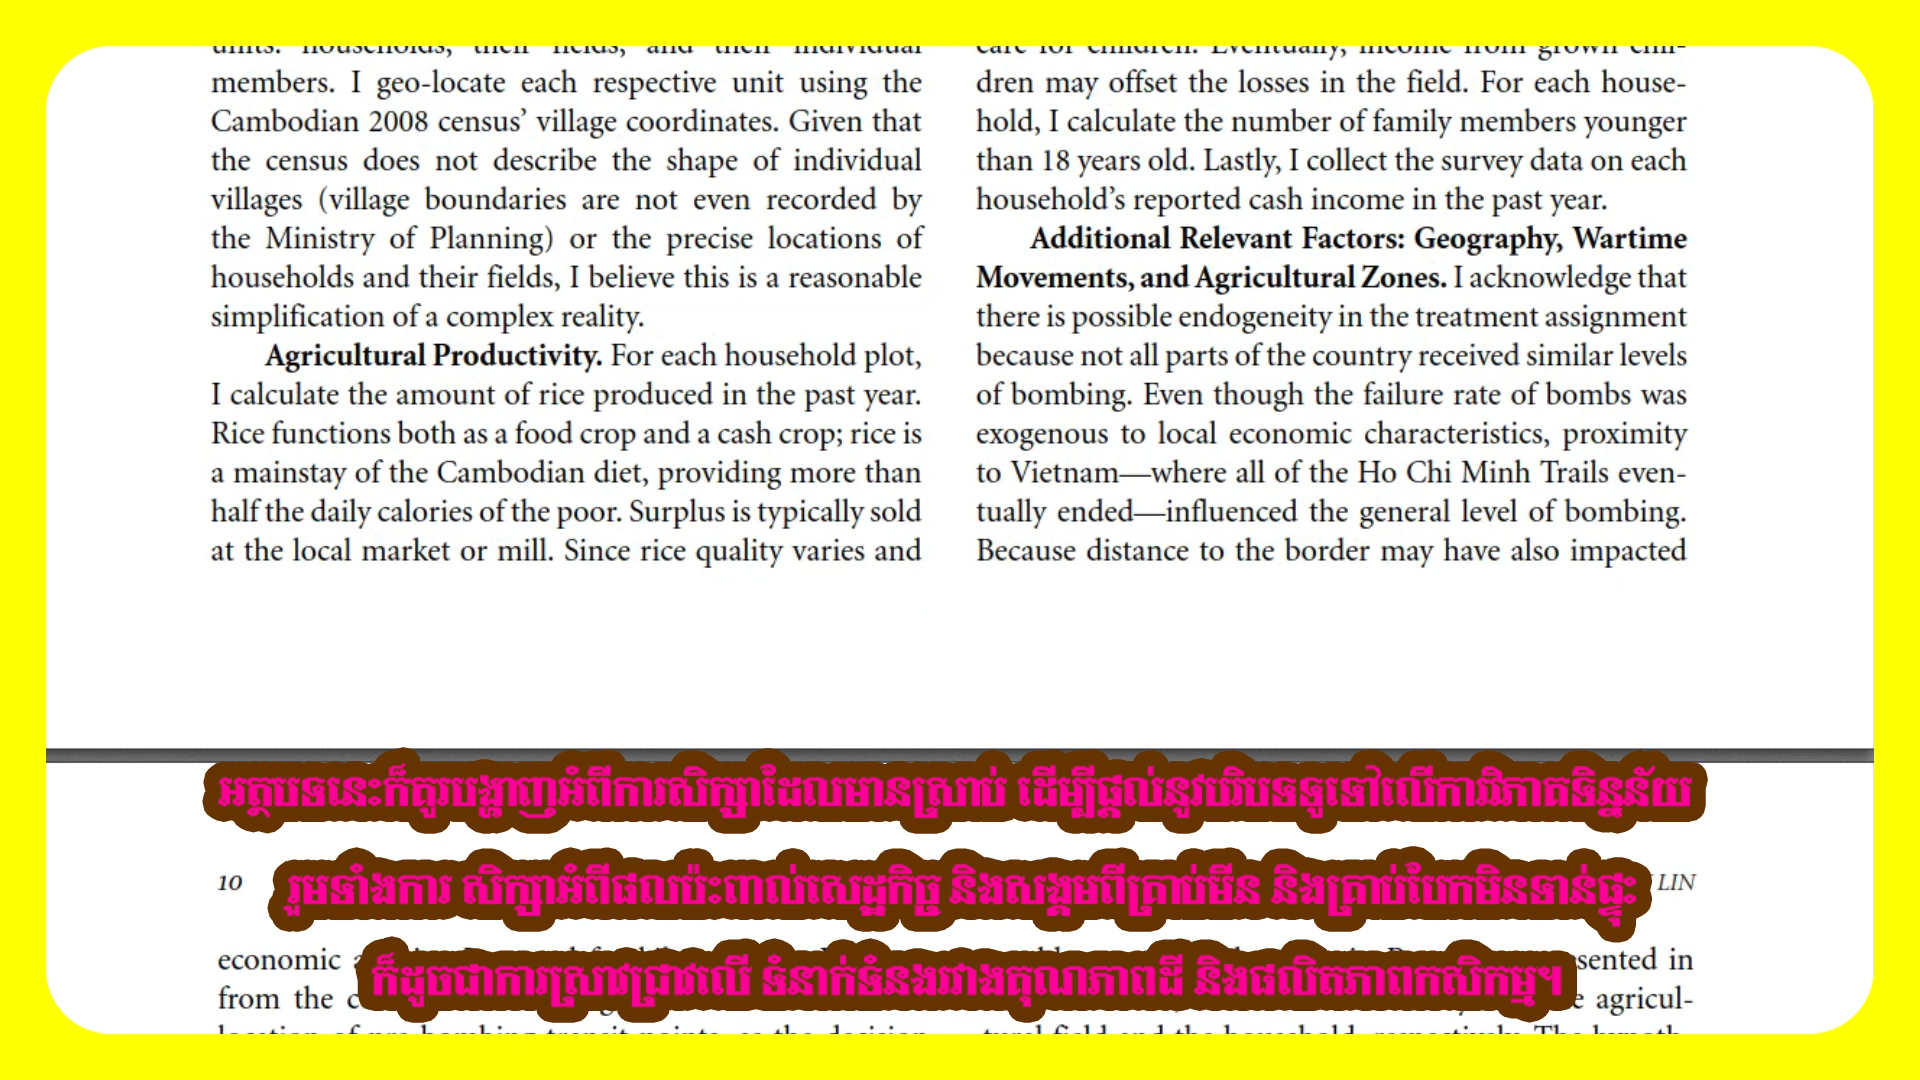 members. I geo-locate each respective unit using the
Cambodian 2008 census’ village coordinates. Given that
the census does not describe the shape of individual
villages (village boundaries are not even recorded by
the Ministry of Planning) or the precise locations of
households and their fields, I believe this is a reasonable
simplification of a complex reality.
Agricultural Productivity. For each household plot,
I calculate the amount of rice produced in the past year.
Rice functions both as a food crop and a cash crop; rice is
a mainstay of the Cambodian diet, providing more than
half the daily calories of the poor. Surplus is typically sold
at the local market or mill. Since rice quality varies and
care for children. Eventually, income from grown chil-
dren may offset the losses in the field. For each house-
hold, I calculate the number of family members younger
than 18 years old. Lastly, I collect the survey data on each
household’s reported cash income in the past year.
Additional Relevant Factors: Geography, Wartime
Movements, and Agricultural Zones. I acknowledge that
there is possible endogeneity in the treatment assignment
because not all parts of the country received similar levels
of bombing. Even though the failure rate of bombs was
exogenous to local economic characteristics, proximity
to Vietnam—where all of the Ho Chi Minh Trails even-
tually ended—influenced the general level of bombing.
Because distance to the border may have also impacted
អត្ថបទនេះក៏គួរបង្ហាញអំពីការសិក្សាដែលមានស្រាប់ ដើម្បីផ្តល់នូវបរិបទទូទៅលើការវិភាគទិន្នន័យ
10 LIN
រួមទាំងការ សិក្សាអំពីផលប៉ះពាល់សេដ្ឋកិច្ច និងសង្គមពីគ្រាប់មីន និងគ្រាប់បែកមិនទាន់ផ្ទុះ
economic sented in
ក៏ដូចជាការស្រាវជ្រាវលើ ទំនាក់ទំនងរវាងគុណភាពដី និងផលិតភាពកសិកម្ម។
from the agricul-